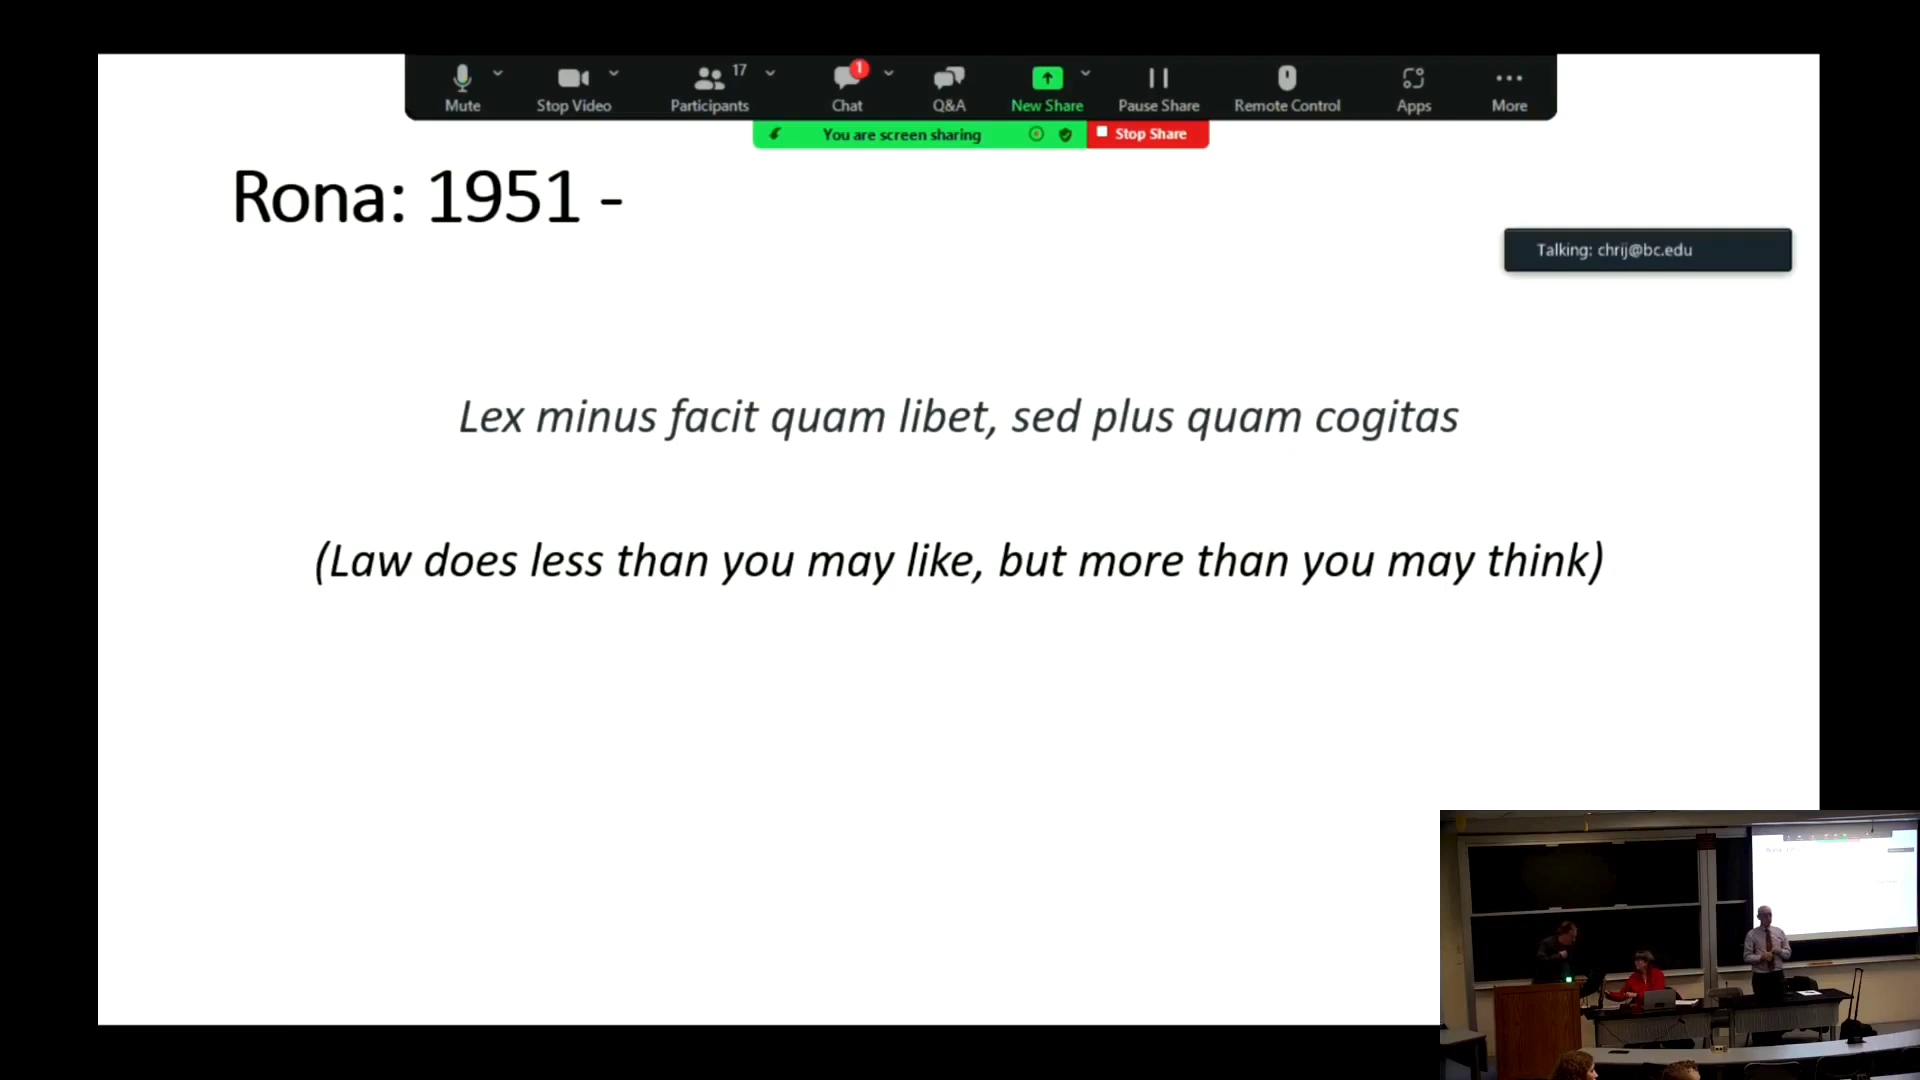 17
1
Mute
Stop Video
Participants
Chat
Q&A
New Share
Pause Share
Remote Control
Apps
More
You are screen sharing
Stop Share
Rona: 1951 -
Talking: chrij@bc.edu
Lex minus facit quam libet, sed plus quam cogitas
(Law does less than you may like, but more than you may think)